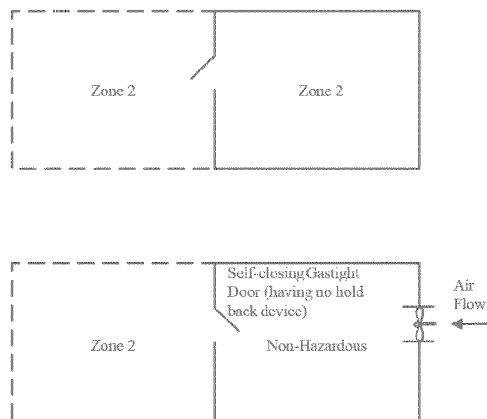 Zone 2
Zone 2
Self-closing Gastight
Door (having no hold
back device)
Air
Flow
Zone 2
Non-Hazardous